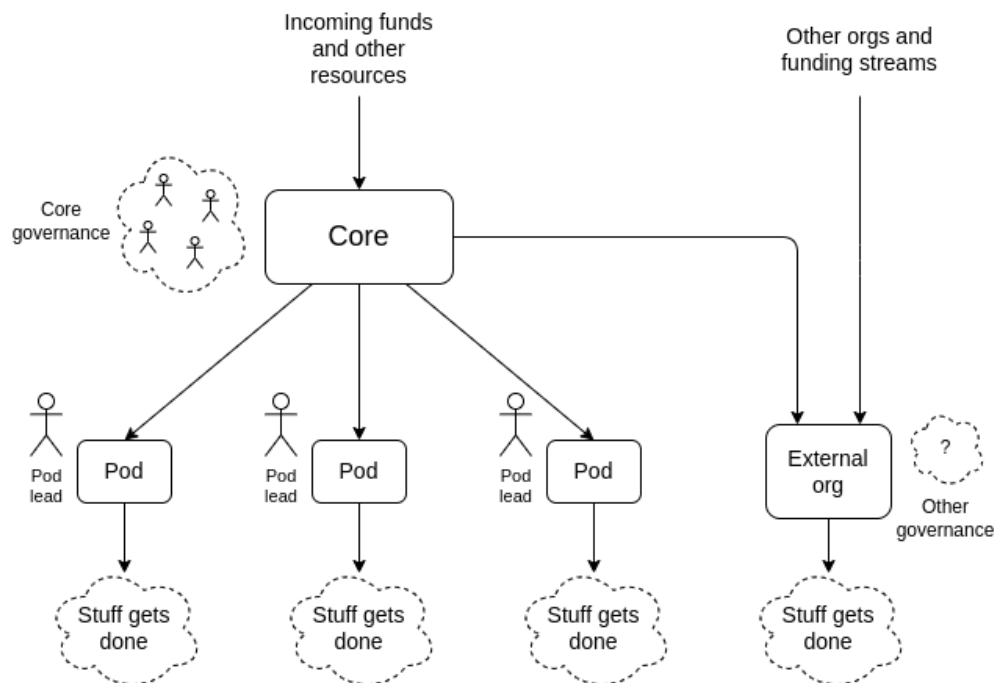 Incoming funds
and other
resources
Other orgs and
funding streams
Core
governance
Core
Pod
lead
Pod
Pod
lead
Pod
Pod
lead
Pod
External
org
?
Other
governance
Stuff gets
done
Stuff gets
done
Stuff gets
done
Stuff gets
done